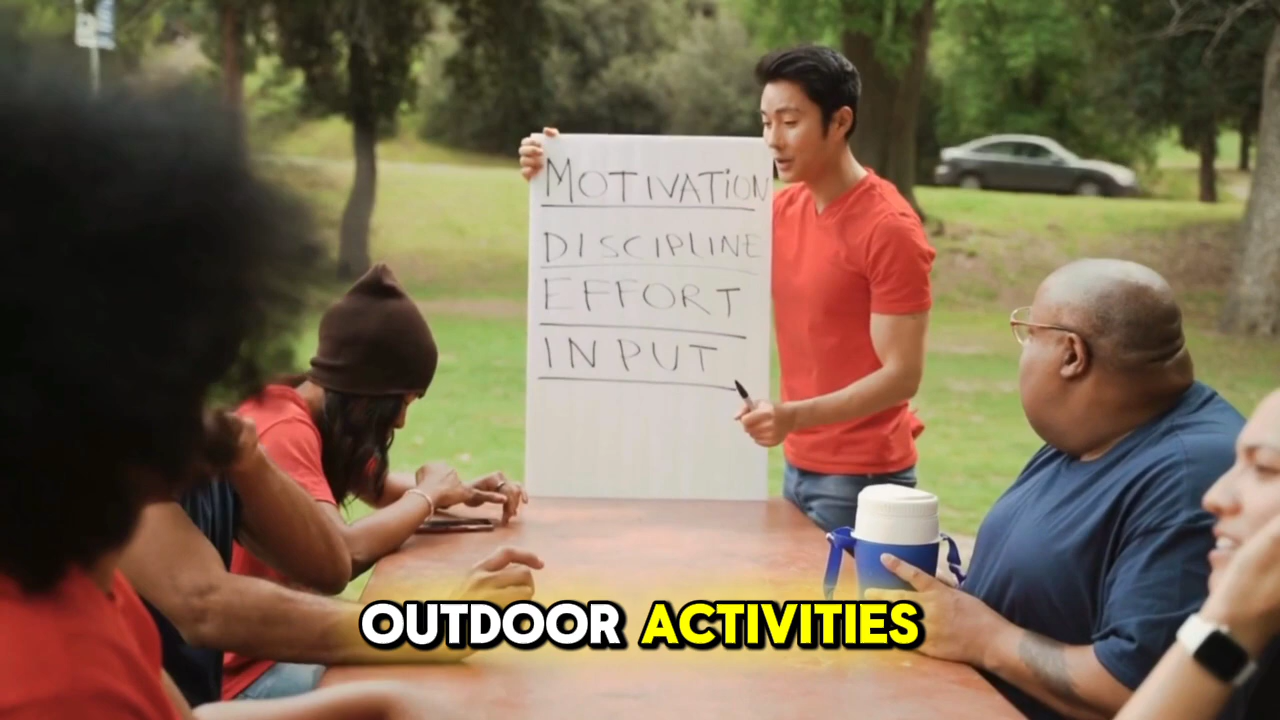 MOTIVATION
DISCIPLINE
EFFORT
INPUT
OUTDOOR ACTIVITIES